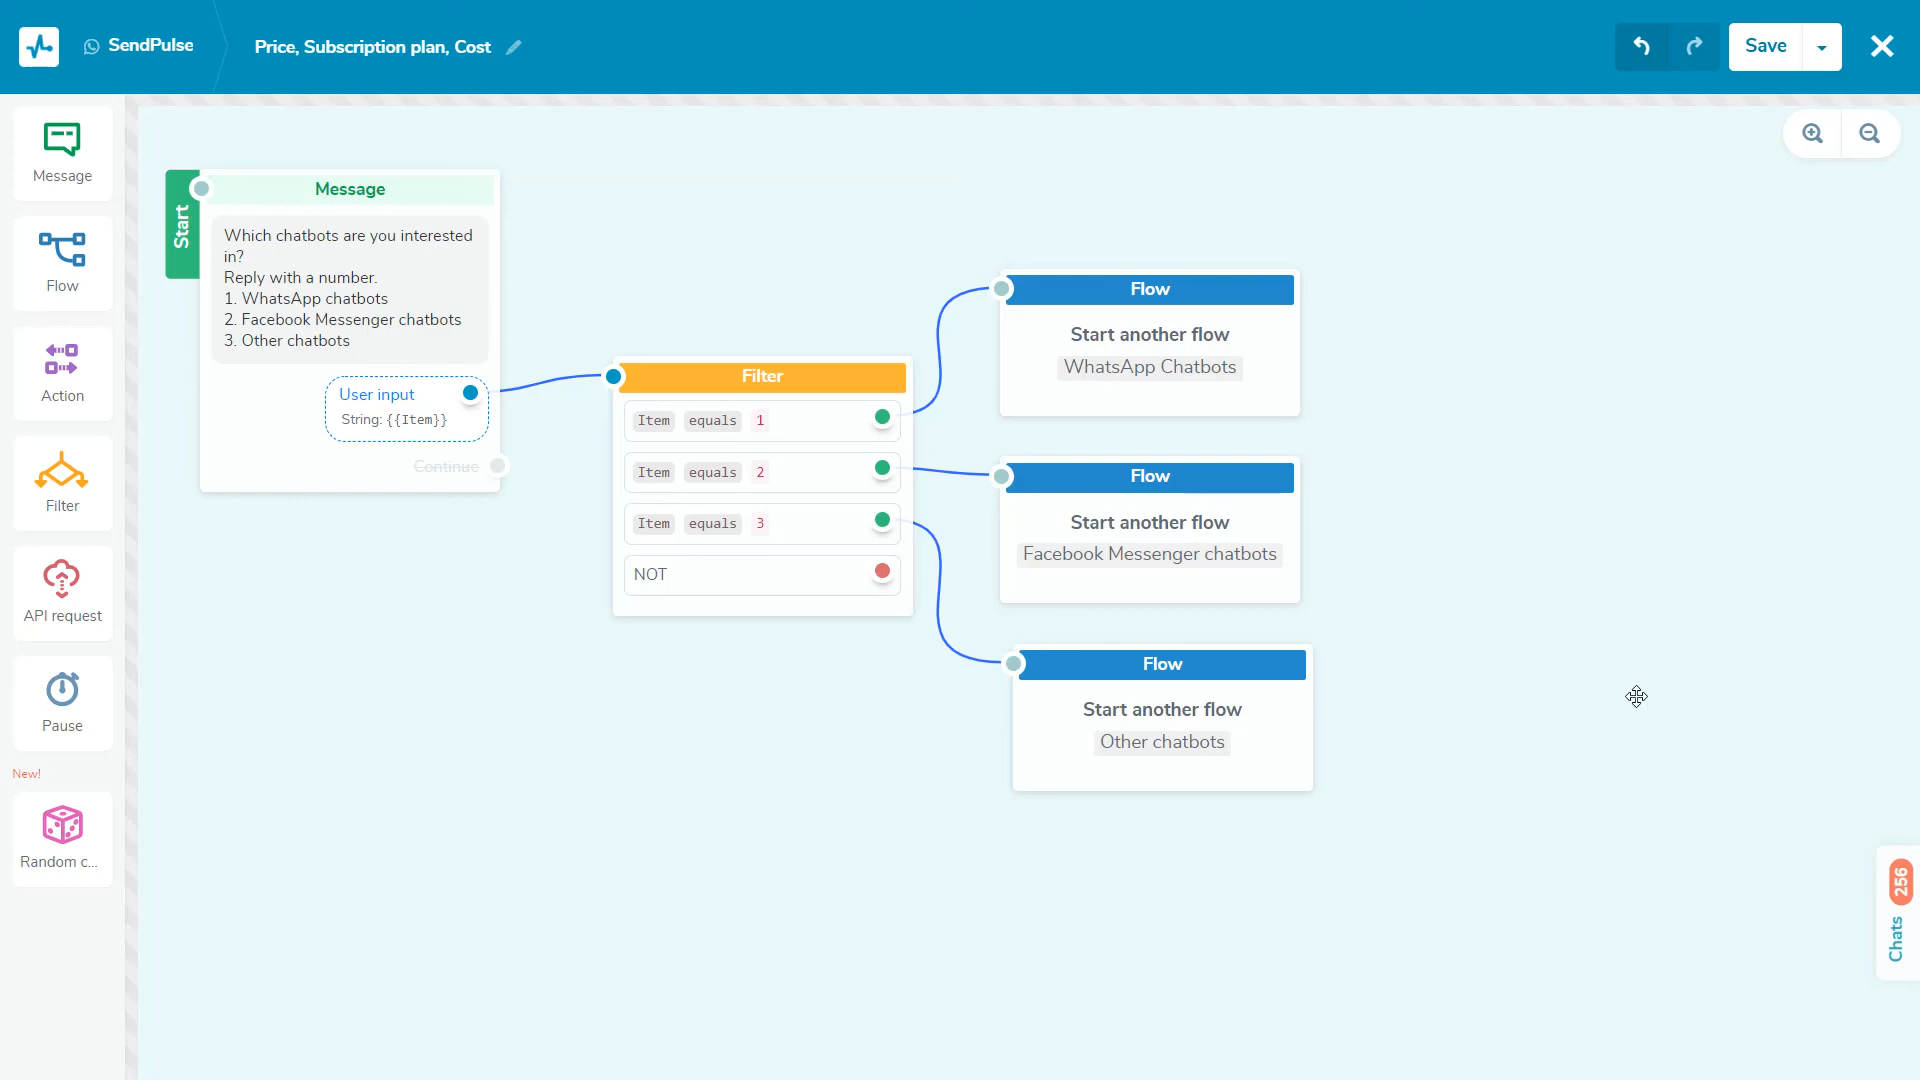 SendPulse
Price, Subscription plan, Cost
Save
Message
Flow
Action
Filter
API request
Pause
New!
Random c...
Start
Message
Which chatbots are you interested
in?
Reply with a number.
1. WhatsApp chatbots
2. Facebook Messenger chatbots
3. Other chatbots
User input
String: {{Item}}
Continue
Filter
Item equals 1
Item equals 2
Item equals 3
NOT
Flow
Start another flow
WhatsApp Chatbots
Flow
Start another flow
Facebook Messenger chatbots
Flow
Start another flow
Other chatbots
Chats 256